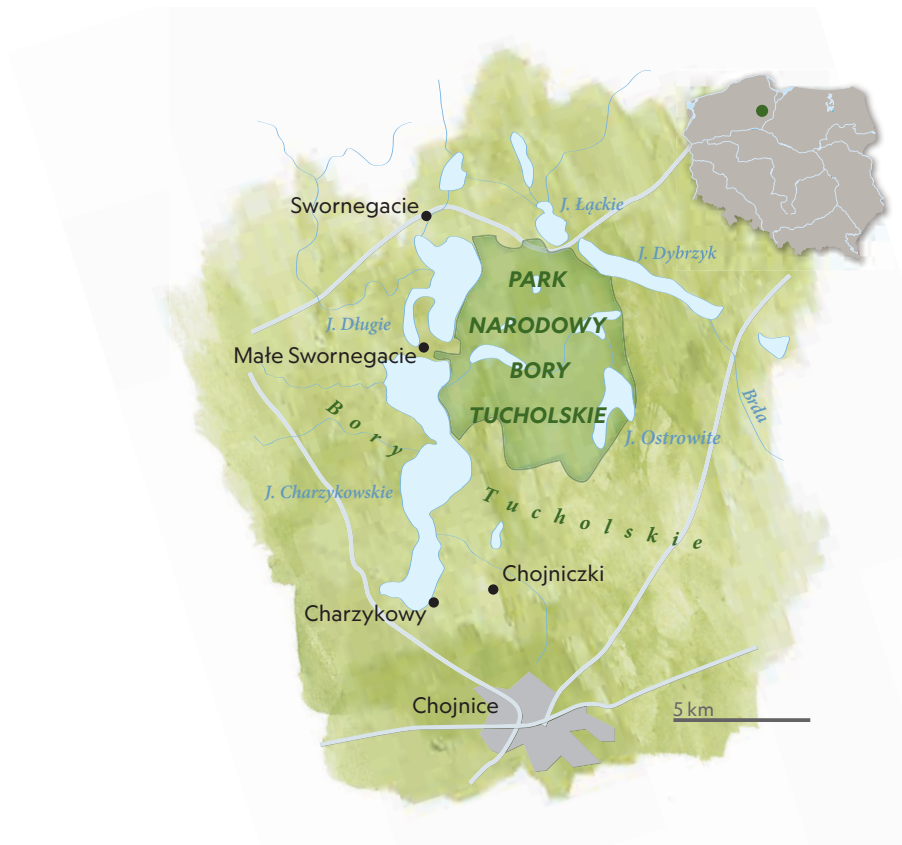 Swornegacie
J. Łąckie
J. Dybrzyk
PARK
NARODOWY
BORY
TUCHOLSKIE
J. Długie
Małe Swornegacie
Brda
Bory
J. Ostrowite
J. Charzykowskie
Tucholskie
Chojniczki
Charzykowy
Chojnice
5 km